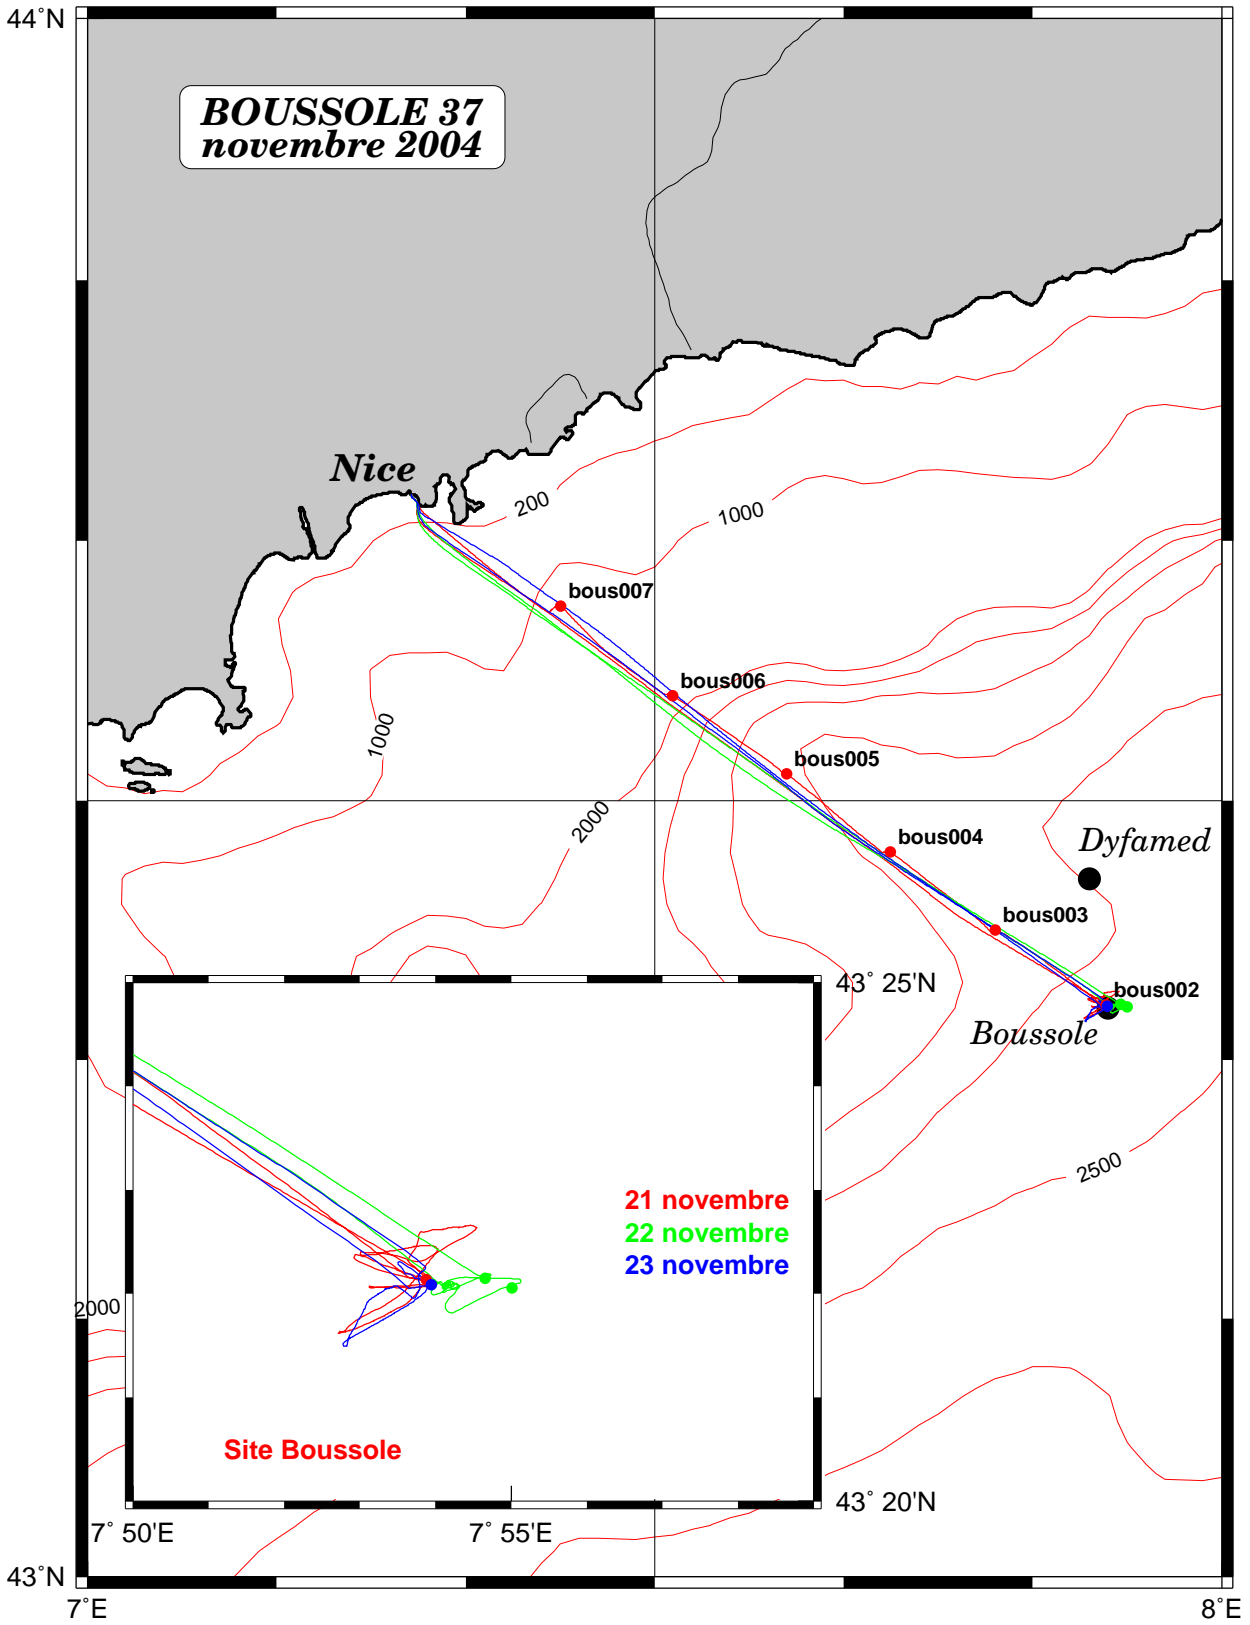 44°N
BOUSSOLE 37
novembre 2004
Nice
200
1000
bous007
bous006
1000
bous005
2000
bous004
Dyfamed
bous003
43° 25'N
bous002
Boussole
2500
21 novembre
22 novembre
23 novembre
2000
Site Boussole
43° 20'N
7° 50'E
7° 55'E
43°N
7°E
8°E